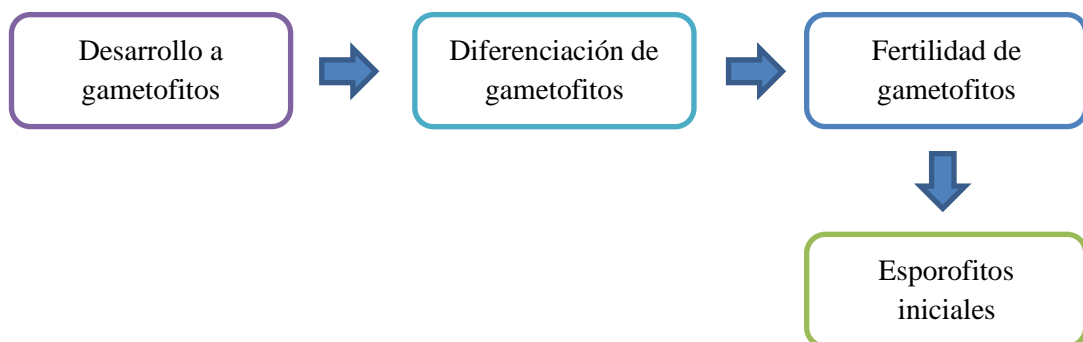 Desarrollo a
gametofitos
Diferenciación de
gametofitos
Fertilidad de
gametofitos
Esporofitos
iniciales